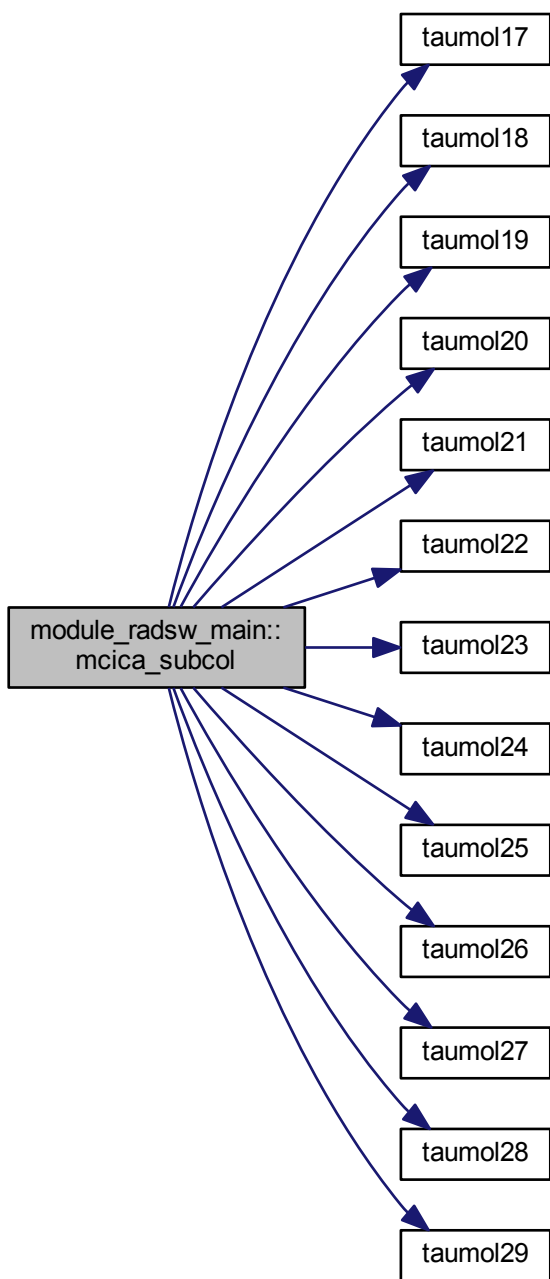 taumol17
taumol18
taumol19
taumol20
taumol21
taumol22
module_radsw_main::
mcica_subcol
taumol23
taumol24
taumol25
taumol26
taumol27
taumol28
taumol29